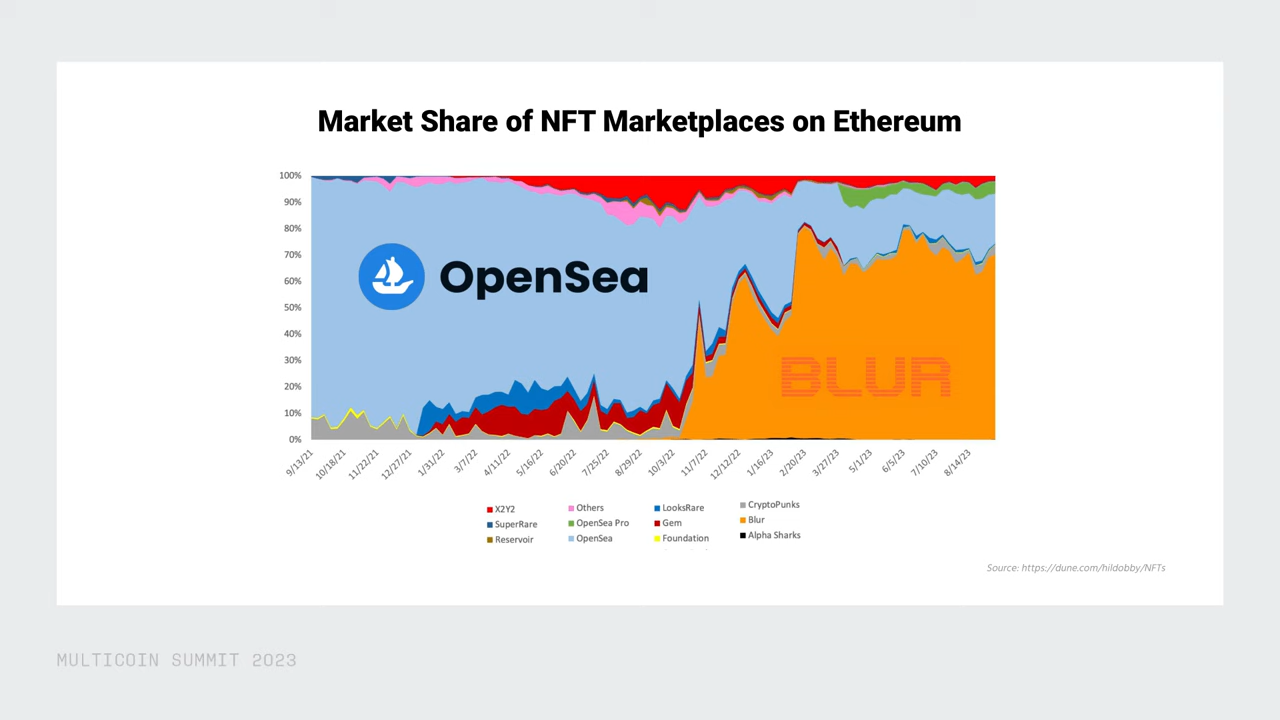 Market Share of NFT Marketplaces on Ethereum
100%
90%
80%
70%
60%
50%
40%
30%
20%
10%
0%
OpenSea
BLUR
9/13/21
10/18/21
11/22/21
12/27/21
1/31/22
3/7/22
4/11/22
5/16/22
6/20/22
7/25/22
8/29/22
10/3/22
11/7/22
12/12/22
1/16/23
2/20/23
3/27/23
5/1/23
6/5/23
7/10/23
8/14/23
X2Y2
Others
LooksRare
CryptoPunks
SuperRare
OpenSea Pro
Gem
Blur
Reservoir
OpenSea
Foundation
Alpha Sharks
Source: https://dune.com/hildobby/NFTs
MULTICOIN SUMMIT 2023